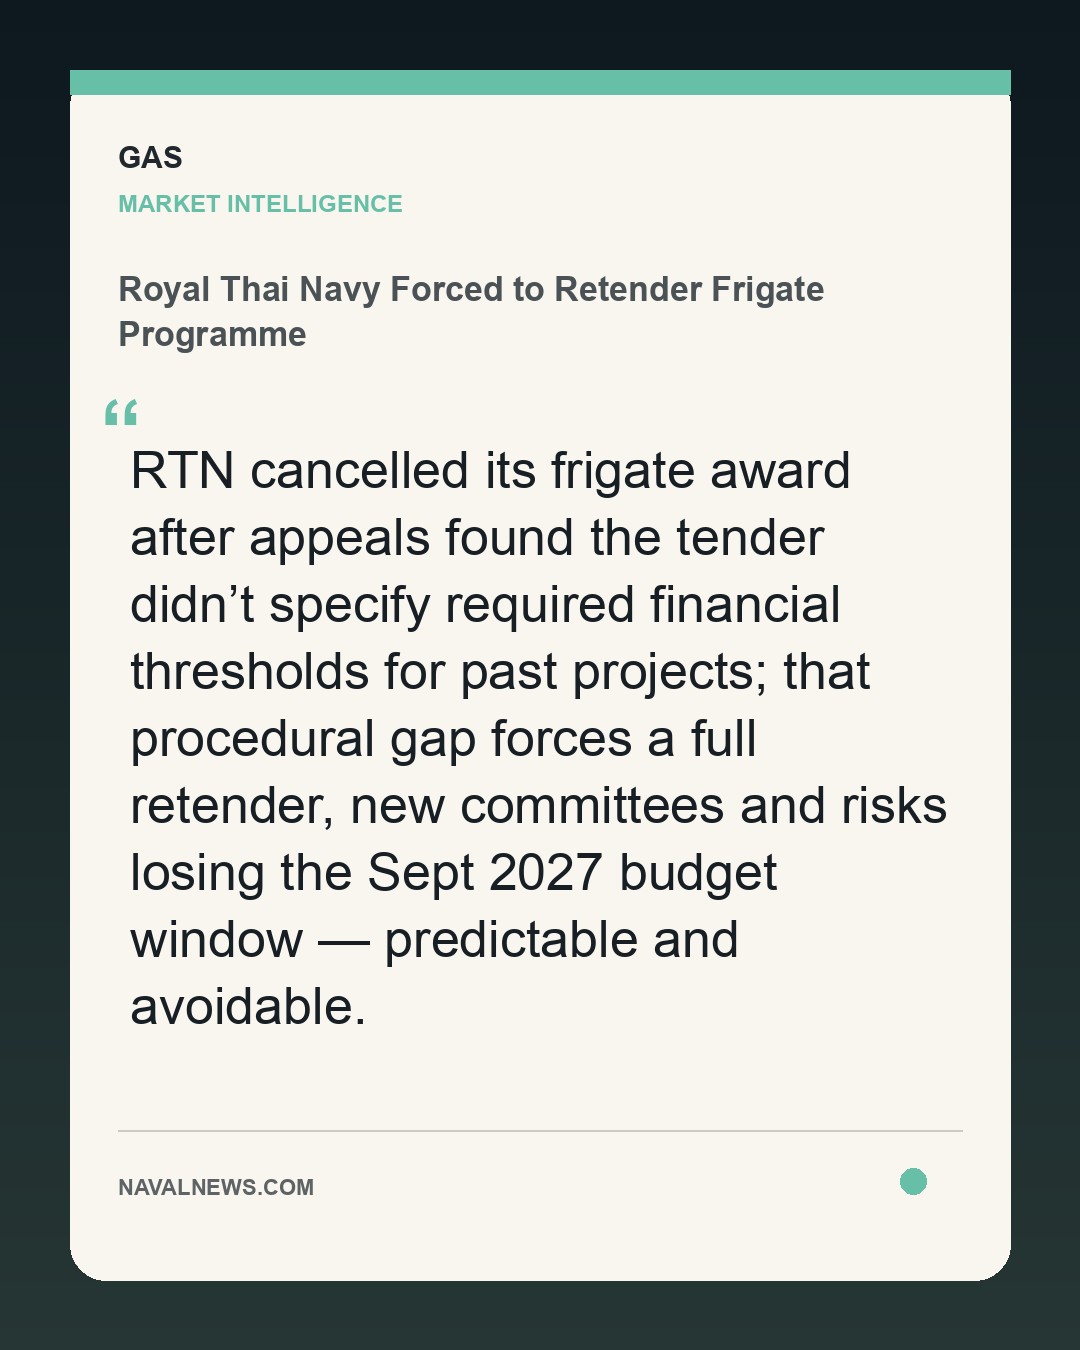 GAS
MARKET INTELLIGENCE
Royal Thai Navy Forced to Retender Frigate
Programme
“
RTN cancelled its frigate award
after appeals found the tender
didn’t specify required financial
thresholds for past projects; that
procedural gap forces a full
retender, new committees and risks
losing the Sept 2027 budget
window — predictable and
avoidable.
NAVALNEWS.COM